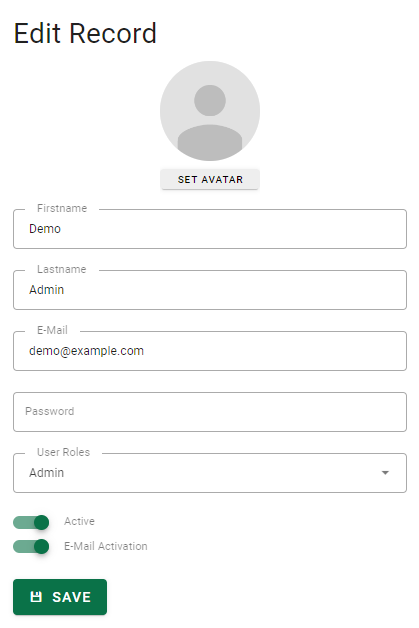 Edit Record
SET AVATAR
Firstname
Demo
Lastname
Admin
E-Mail
demo@example.com
Password
User Roles
Admin
Active
E-Mail Activation
SAVE